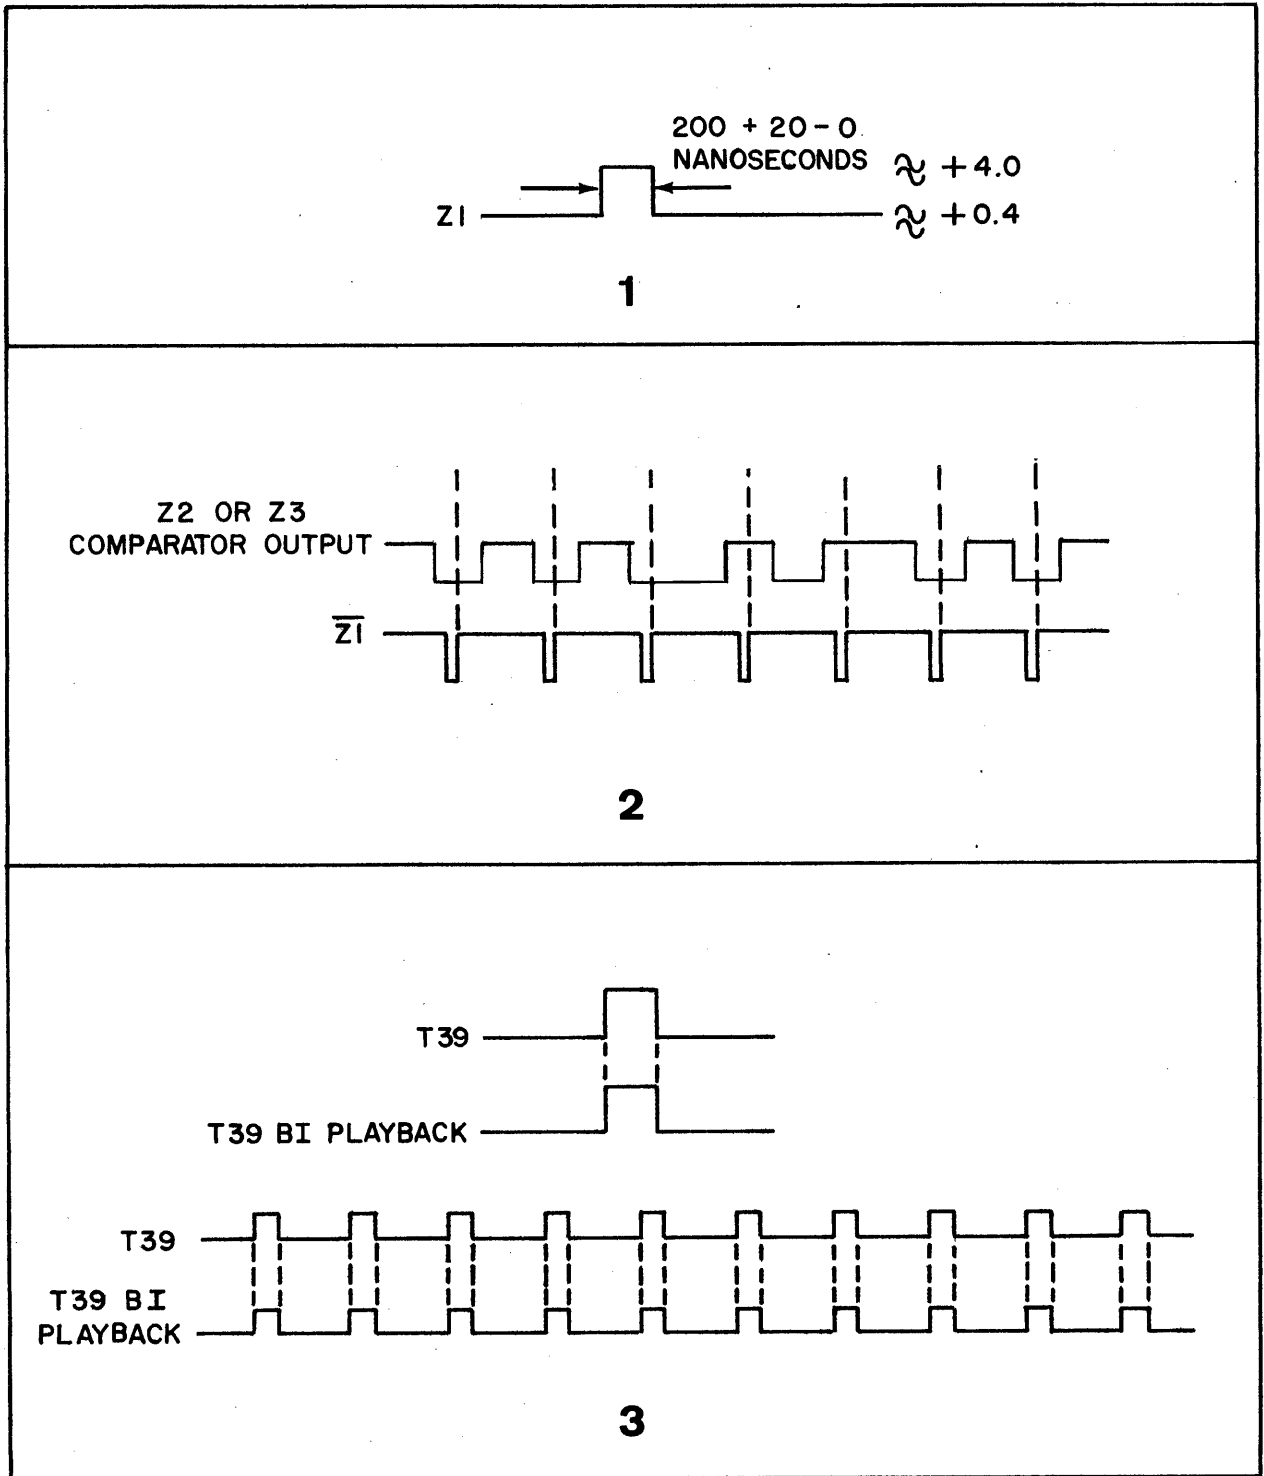 200 + 20 - 0
NANOSECONDS ≈ +4.0
Z1 ≈ +0.4
1
Z2 OR Z3
COMPARATOR OUTPUT
Z̅1̅
2
T39
T39 BI PLAYBACK
T39
T39 BI
PLAYBACK
3